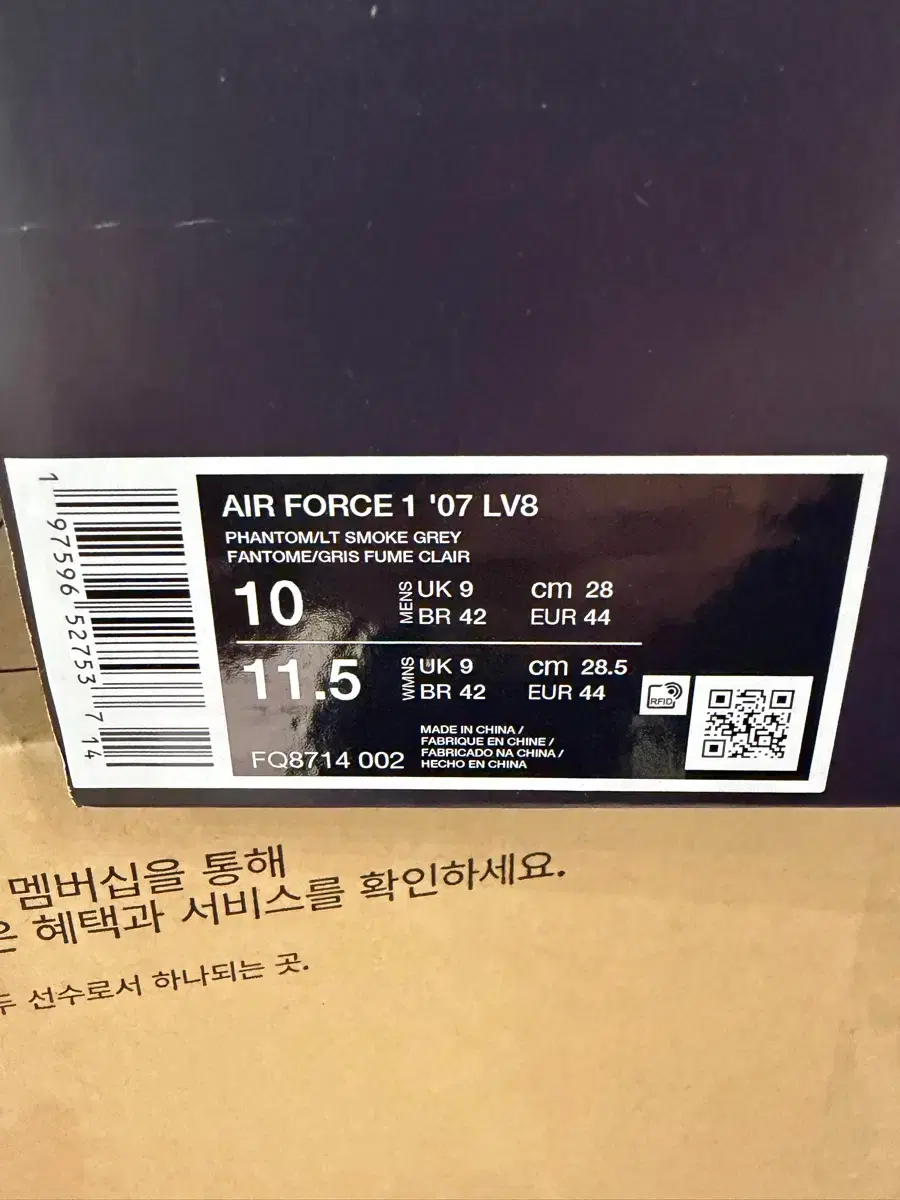 1 97596 52753 7 14
AIR FORCE 1 '07 LV8
PHANTOM/LT SMOKE GREY
FANTOME/GRIS FUME CLAIR
10 MENS UK 9 cm 28
BR 42 EUR 44
11.5 WMNS UK 9 cm 28.5
BR 42 EUR 44
RFID
FQ8714 002
MADE IN CHINA /
FABRIQUE EN CHINE /
FABRICADO NA CHINA /
HECHO EN CHINA
멤버십을 통해
은 혜택과 서비스를 확인하세요.
두 선수로서 하나되는 곳.